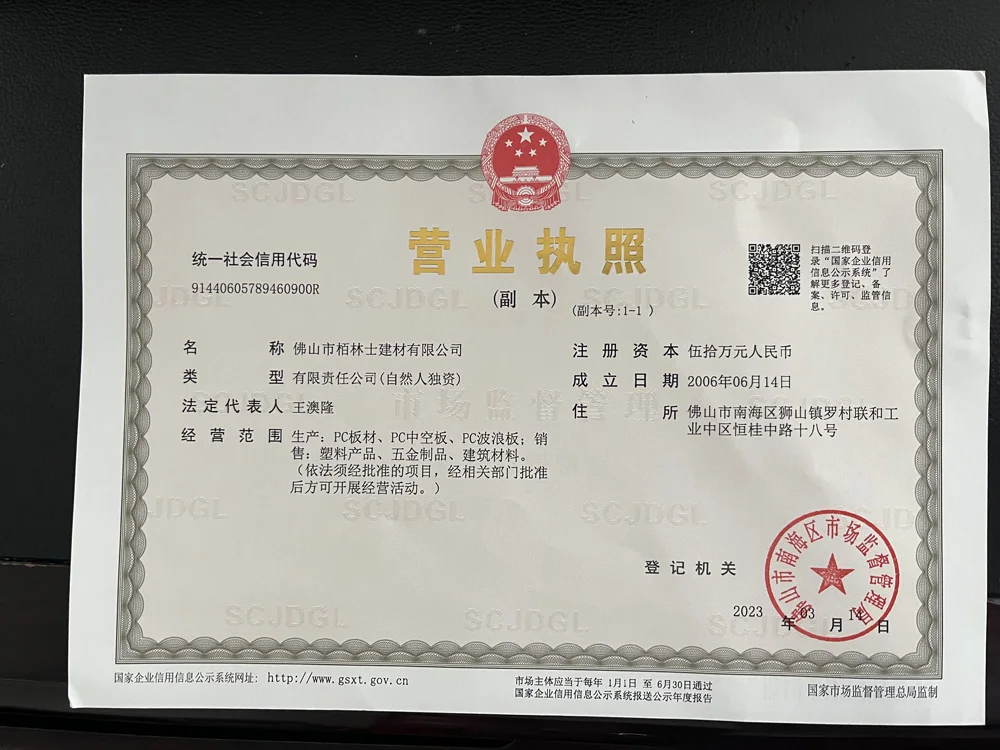 营业执照
(副 本)
(副本号:1-1 )
统一社会信用代码
91440605789460900R
扫描二维码登
录“国家企业信用
信息公示系统”了
解更多登记、备
案、许可、监管信
息。
名 称 佛山市栢林士建材有限公司
类 型 有限责任公司(自然人独资)
法定代表人 王澳隆
经营范围 生产：PC板材、PC中空板、PC波浪板；销
售：塑料产品、五金制品、建筑材料。
（依法须经批准的项目，经相关部门批准
后方可开展经营活动。）
注册资本 伍拾万元人民币
成立日期 2006年06月14日
住 所 佛山市南海区狮山镇罗村联和工
业中区恒桂中路十八号
SCJDGL
市场监督管理
登记机关
佛山市南海区市场监督管理局
2023 年 03 月 14 日
国家企业信用信息公示系统网址: http://www.gsxt.gov.cn
市场主体应当于每年 1月1日 至 6月30日通过
国家企业信用信息公示系统报送公示年度报告
国家市场监督管理总局监制